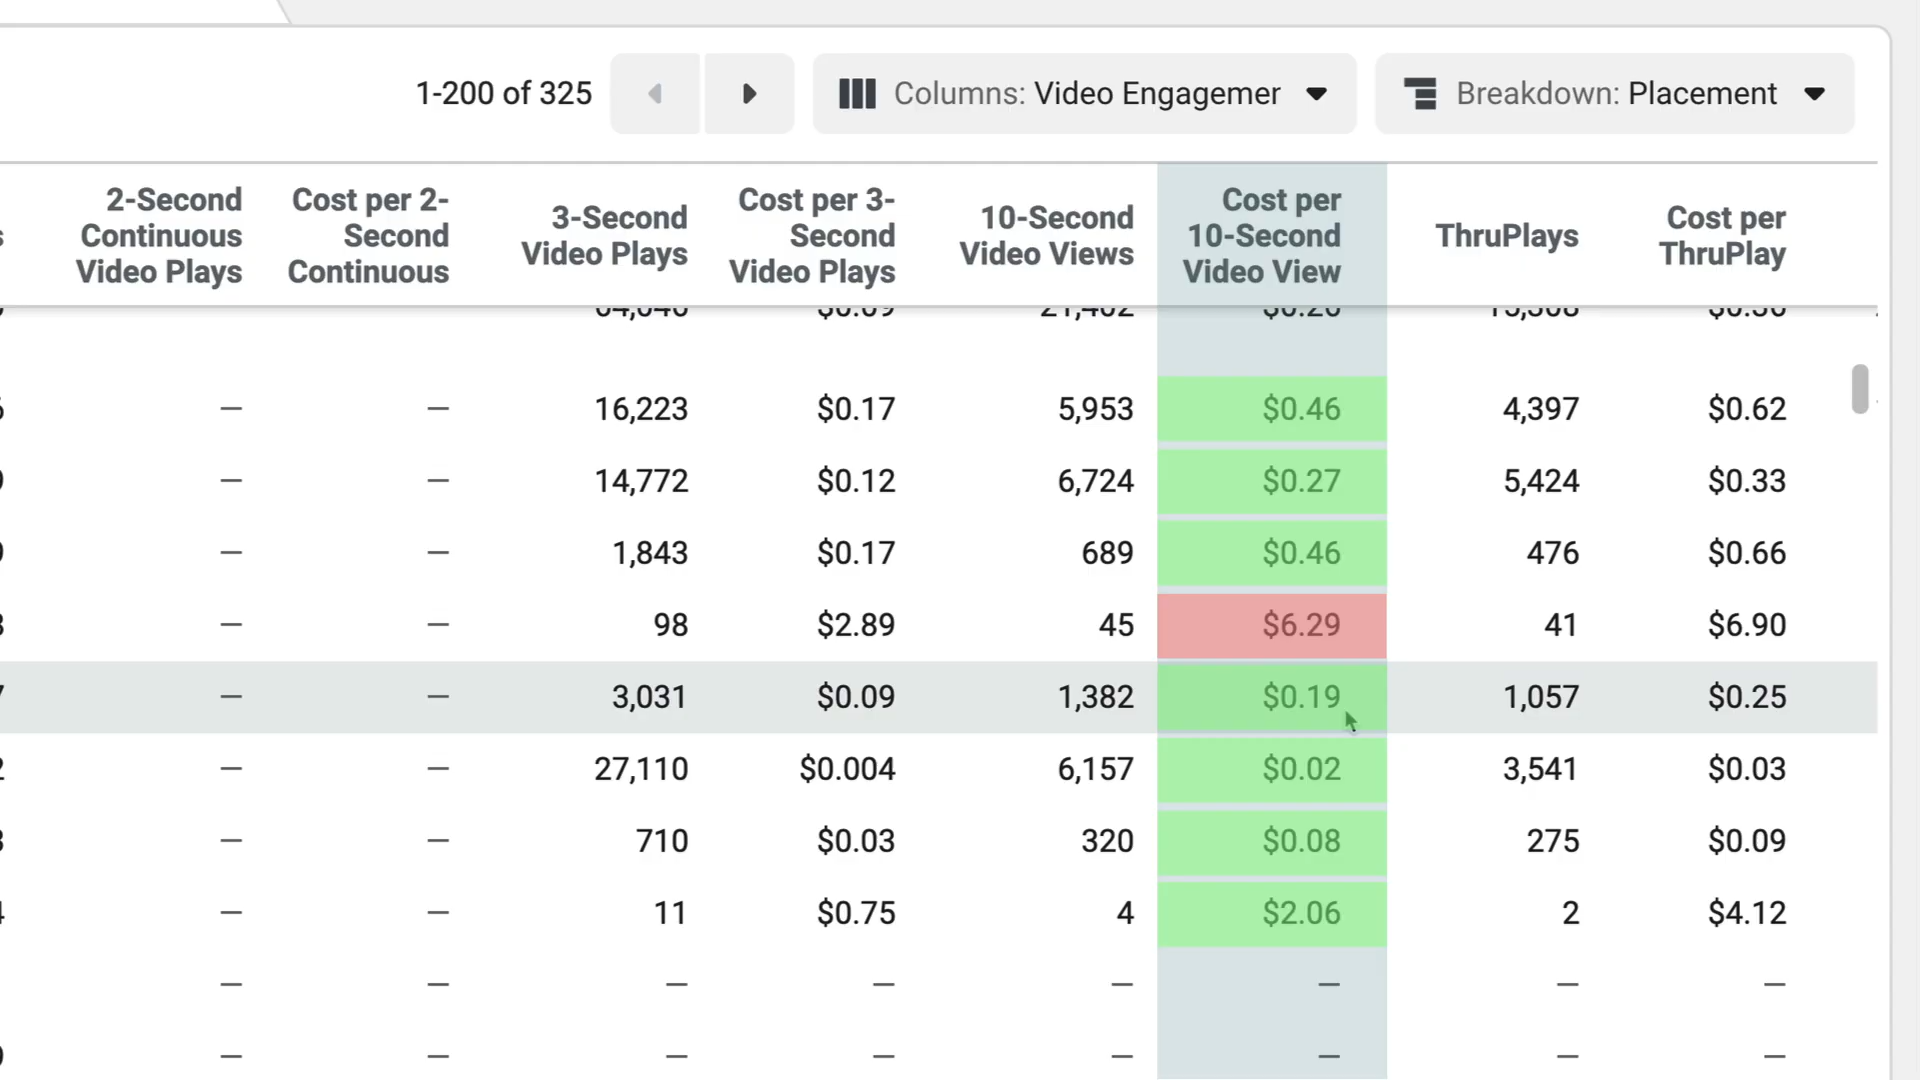 1-200 of 325 Columns: Video Engagemer Breakdown: Placement
2-Second Continuous Video Plays
Cost per 2-Second Continuous
3-Second Video Plays
Cost per 3-Second Video Plays
10-Second Video Views
Cost per 10-Second Video View
ThruPlays
Cost per ThruPlay
— — 16,223 $0.17 5,953 $0.46 4,397 $0.62
— — 14,772 $0.12 6,724 $0.27 5,424 $0.33
— — 1,843 $0.17 689 $0.46 476 $0.66
— — 98 $2.89 45 $6.29 41 $6.90
— — 3,031 $0.09 1,382 $0.19 1,057 $0.25
— — 27,110 $0.004 6,157 $0.02 3,541 $0.03
— — 710 $0.03 320 $0.08 275 $0.09
— — 11 $0.75 4 $2.06 2 $4.12
— — — — — — — —
— — — — — — — —